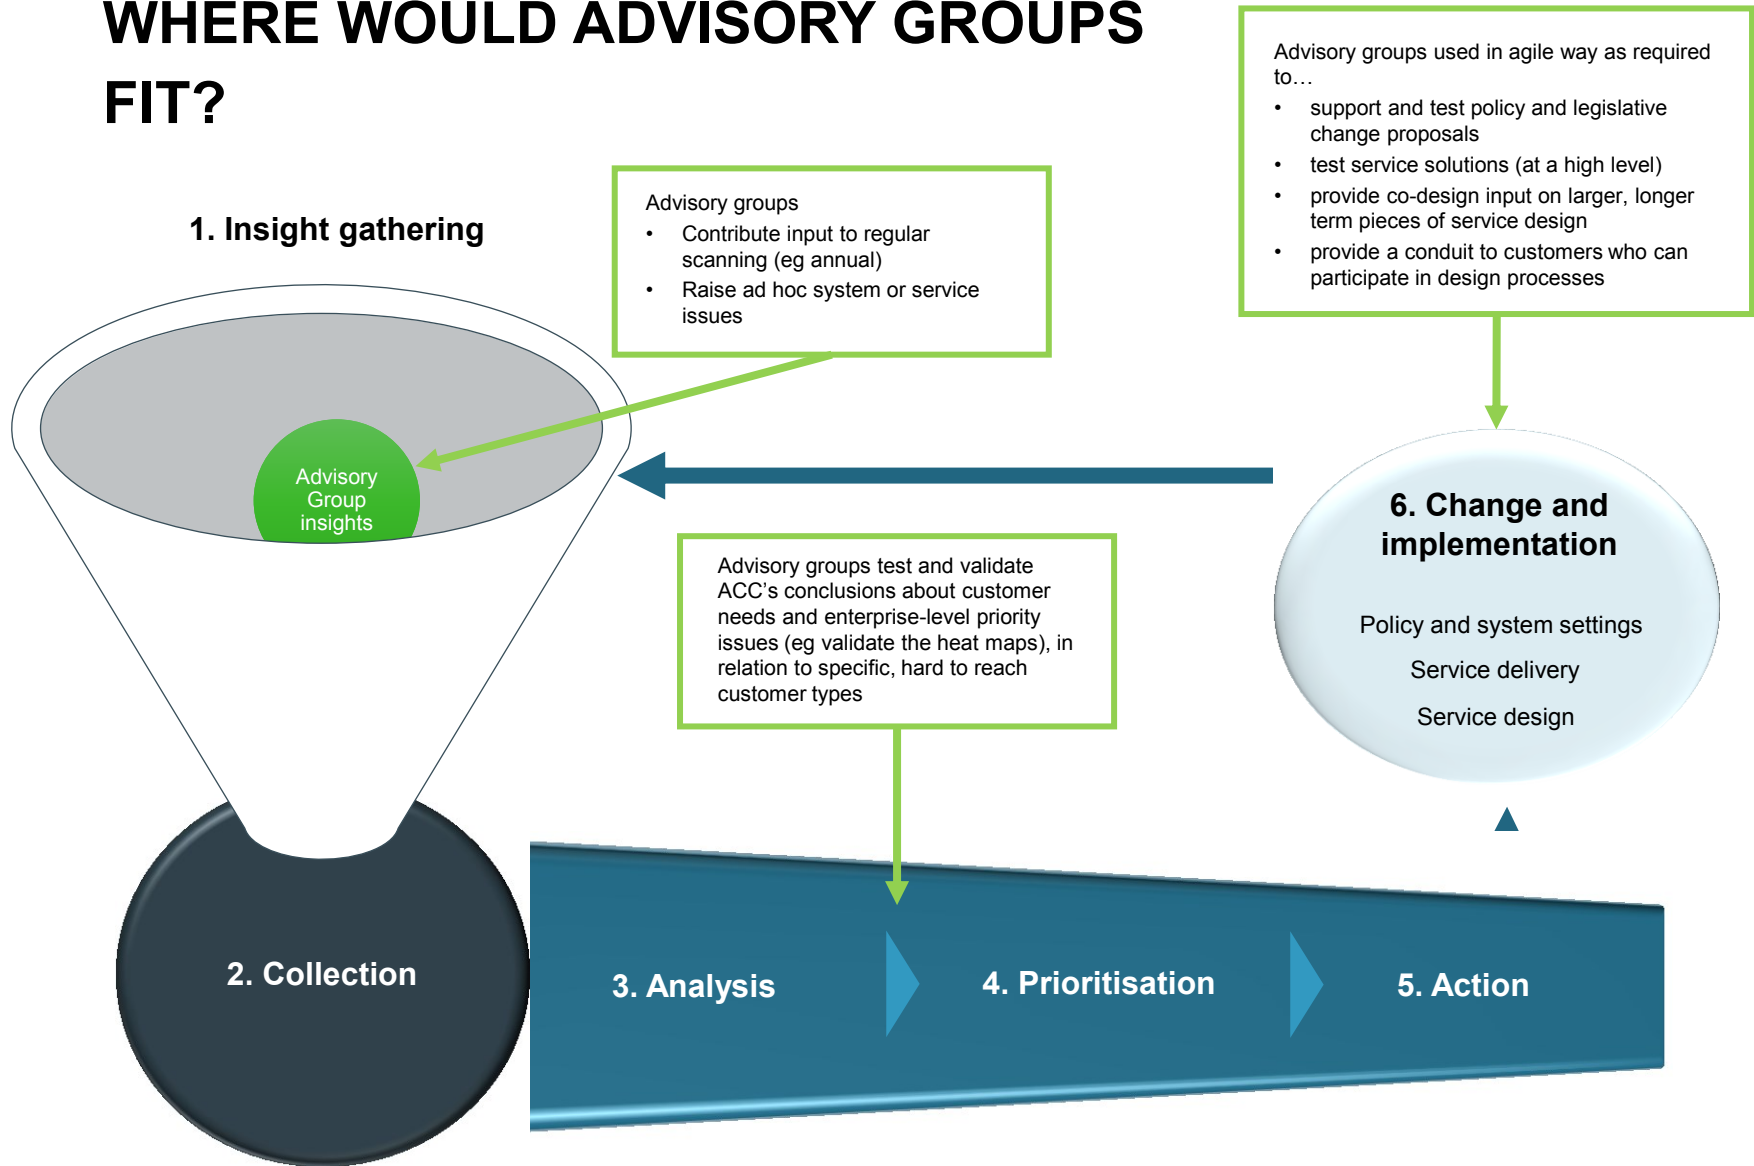 WHERE WOULD ADVISORY GROUPS
FIT?
Advisory groups used in agile way as required
to…
• support and test policy and legislative
change proposals
• test service solutions (at a high level)
• provide co-design input on larger, longer
term pieces of service design
• provide a conduit to customers who can
participate in design processes
1. Insight gathering
Advisory groups
• Contribute input to regular
scanning (eg annual)
• Raise ad hoc system or service
issues
Advisory
Group
insights
Advisory groups test and validate
ACC’s conclusions about customer
needs and enterprise-level priority
issues (eg validate the heat maps), in
relation to specific, hard to reach
customer types
6. Change and
implementation
Policy and system settings
Service delivery
Service design
2. Collection
3. Analysis
4. Prioritisation
5. Action